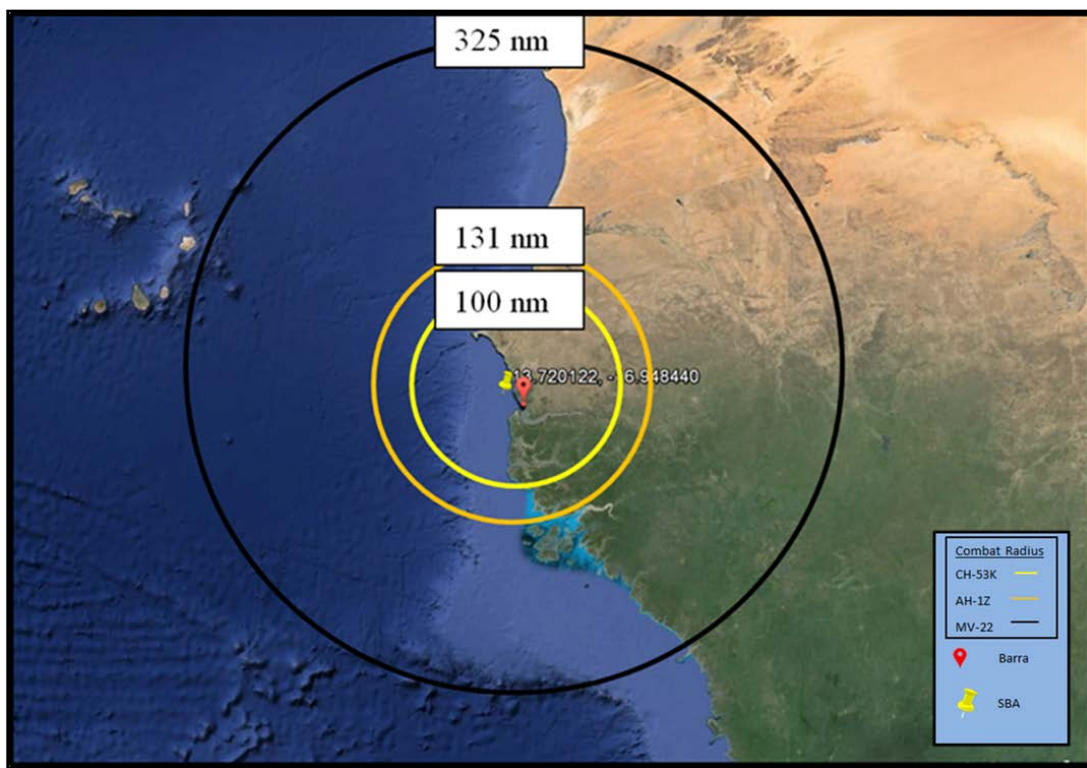 325 nm
131 nm
100 nm
13.720122, -16.948440
Combat Radius
CH-53K
AH-1Z
MV-22
Barra
SBA